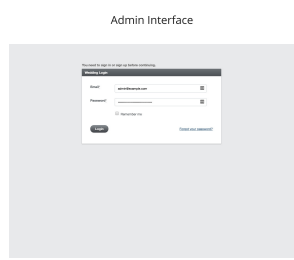 Admin Interface
You need to sign in or sign up before continuing.
Meeting Login
Email*
admin@example.com
Password*
Remember me
Login
Forgot your password?